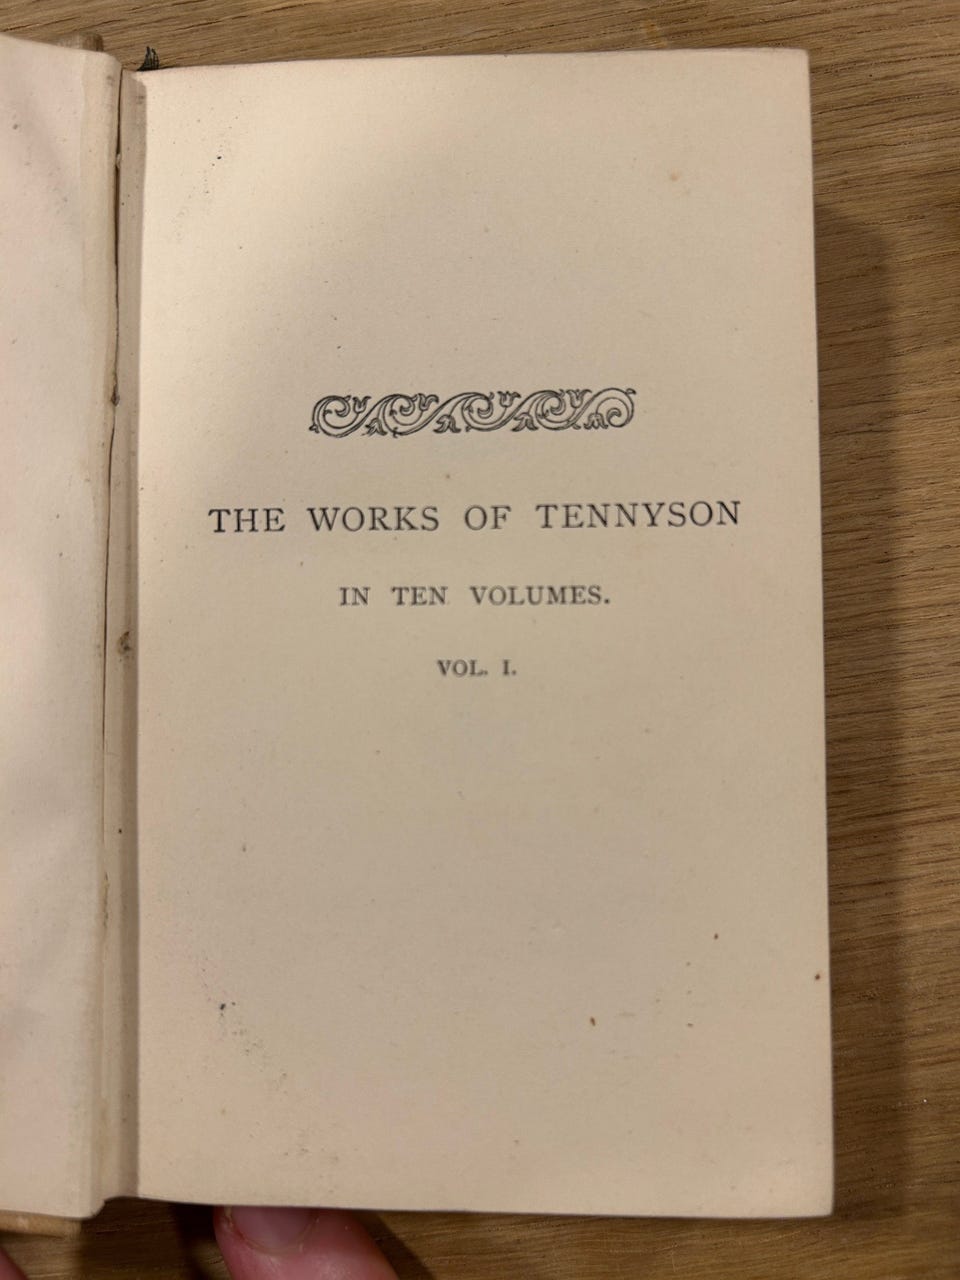 THE WORKS OF TENNYSON
IN TEN VOLUMES.
VOL. I.